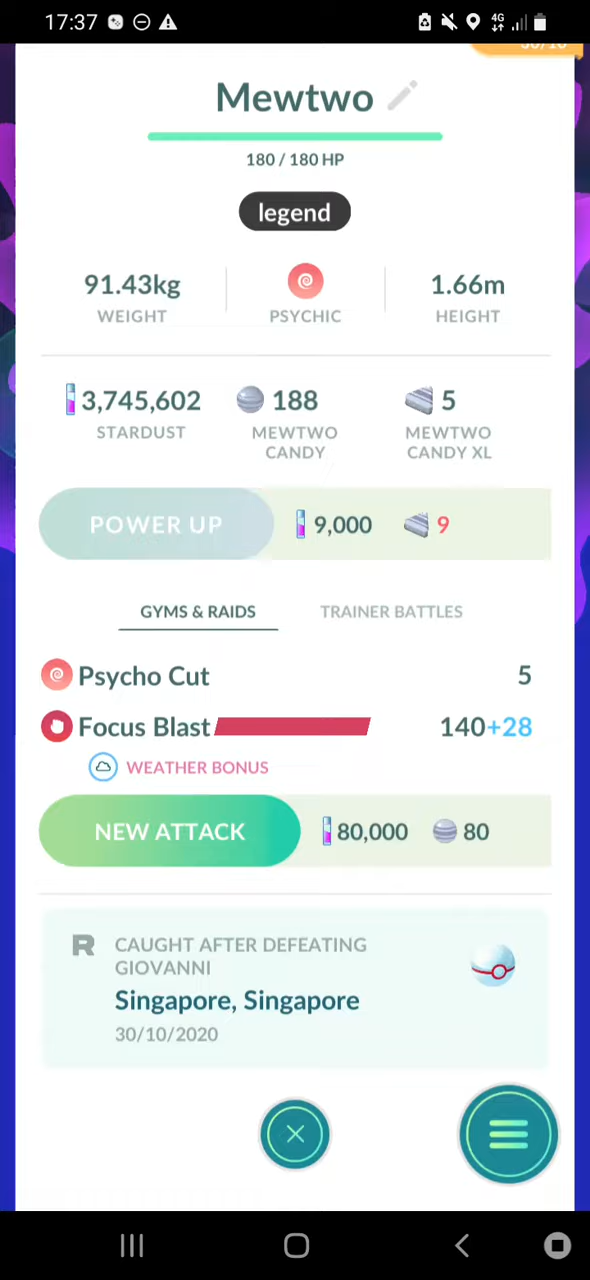 17:37
4G
Mewtwo
180 / 180 HP
legend
91.43kg
WEIGHT
PSYCHIC
1.66m
HEIGHT
3,745,602
STARDUST
188
MEWTWO
CANDY
5
MEWTWO
CANDY XL
POWER UP
9,000
9
GYMS & RAIDS
TRAINER BATTLES
Psycho Cut
5
Focus Blast
140+28
WEATHER BONUS
NEW ATTACK
80,000
80
R
CAUGHT AFTER DEFEATING
GIOVANNI
Singapore, Singapore
30/10/2020